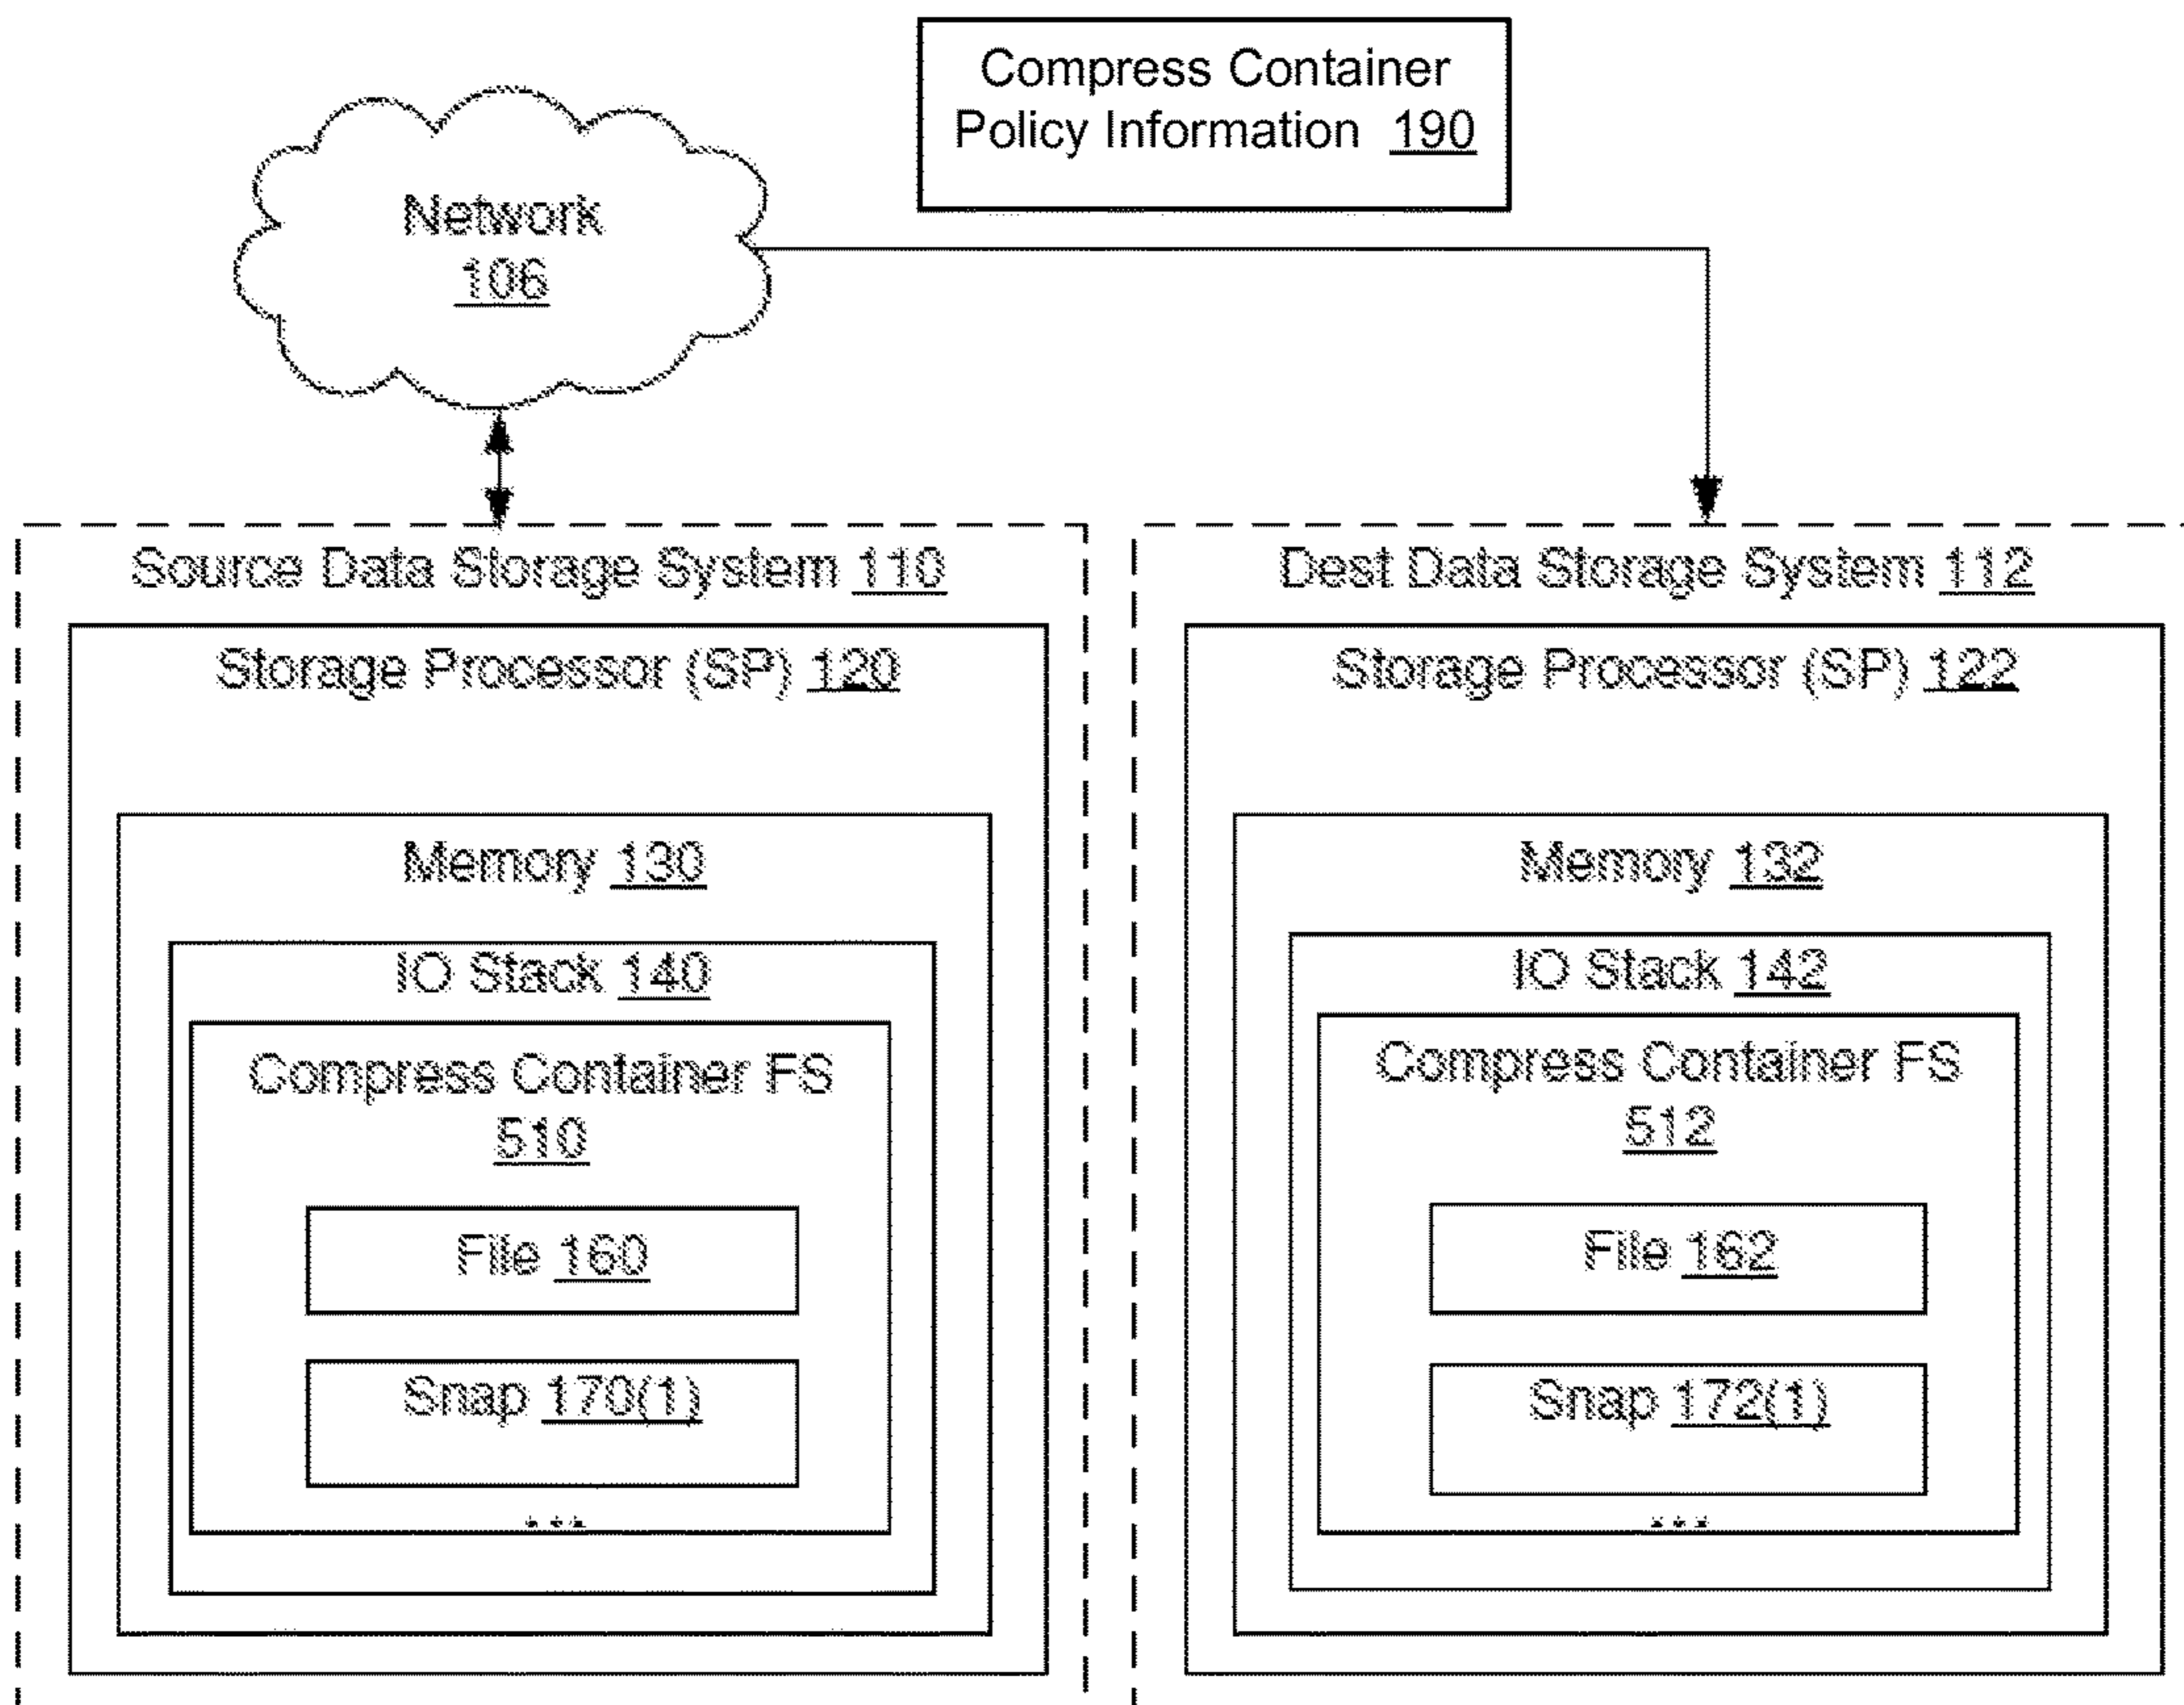 Compress Container
Policy Information 190
Network
106
Source Data Storage System 110
Storage Processor (SP) 120
Memory 130
IO Stack 140
Compress Container FS
510
File 160
Snap 170(1)
...
Dest Data Storage System 112
Storage Processor (SP) 122
Memory 132
IO Stack 142
Compress Container FS
512
File 162
Snap 172(1)
...